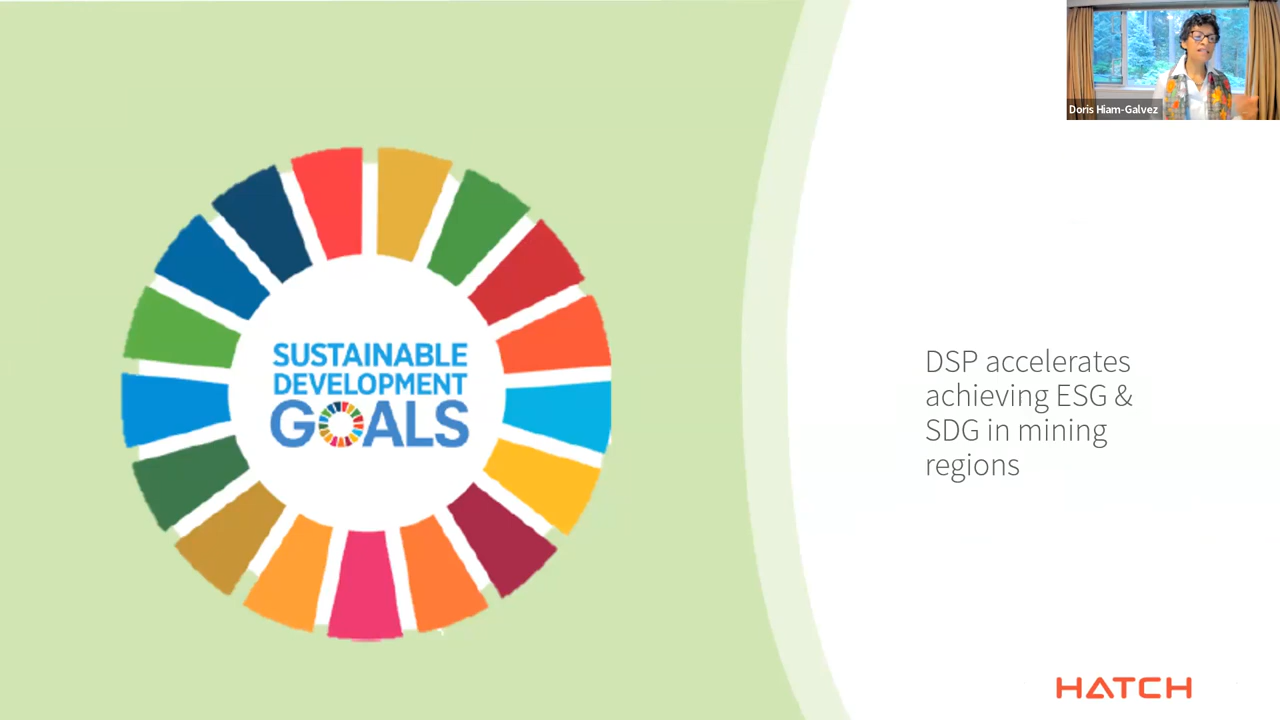 Doris Hiam-Galvez
SUSTAINABLE
DEVELOPMENT
GOALS
DSP accelerates
achieving ESG &
SDG in mining
regions
HATCH